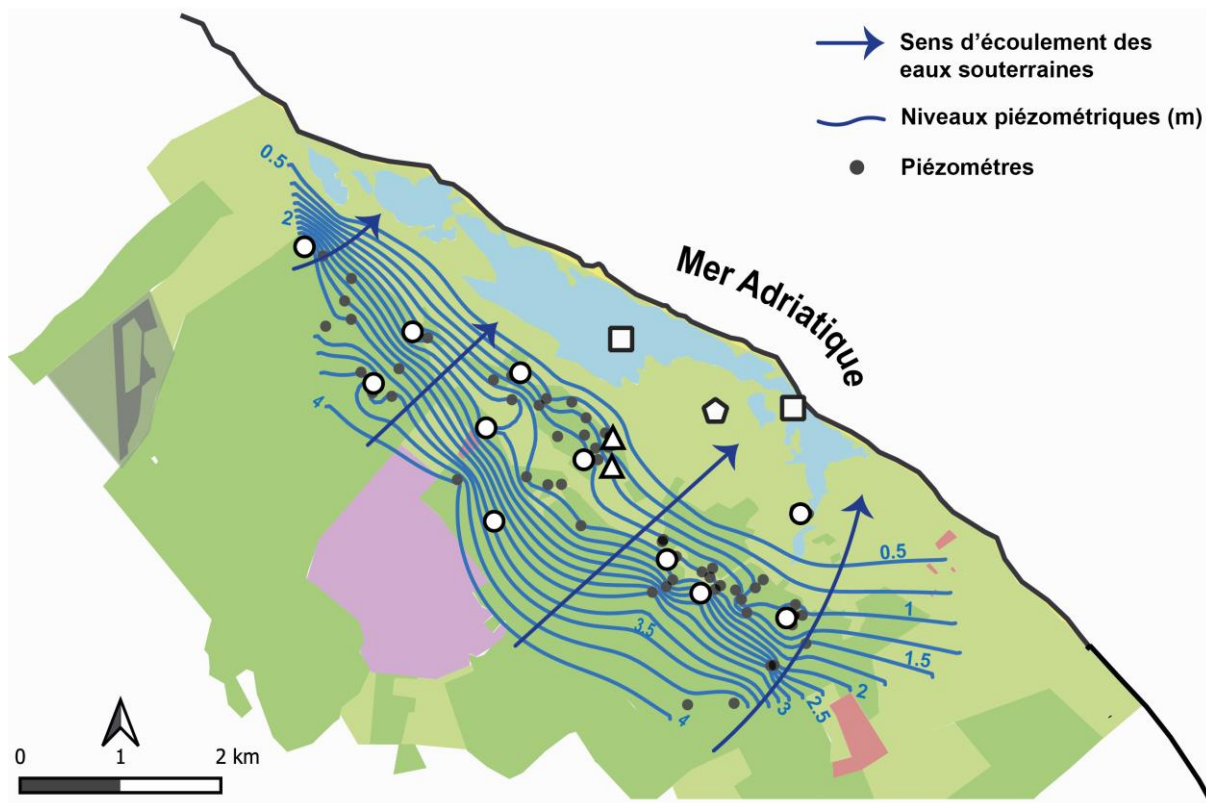 Sens d'écoulement des
eaux souterraines
Niveaux piézométriques (m)
Piézométres
Mer Adriatique
0.5
2
4
0.5
1
1.5
2
2.5
3
3.5
4
0 1 2 km